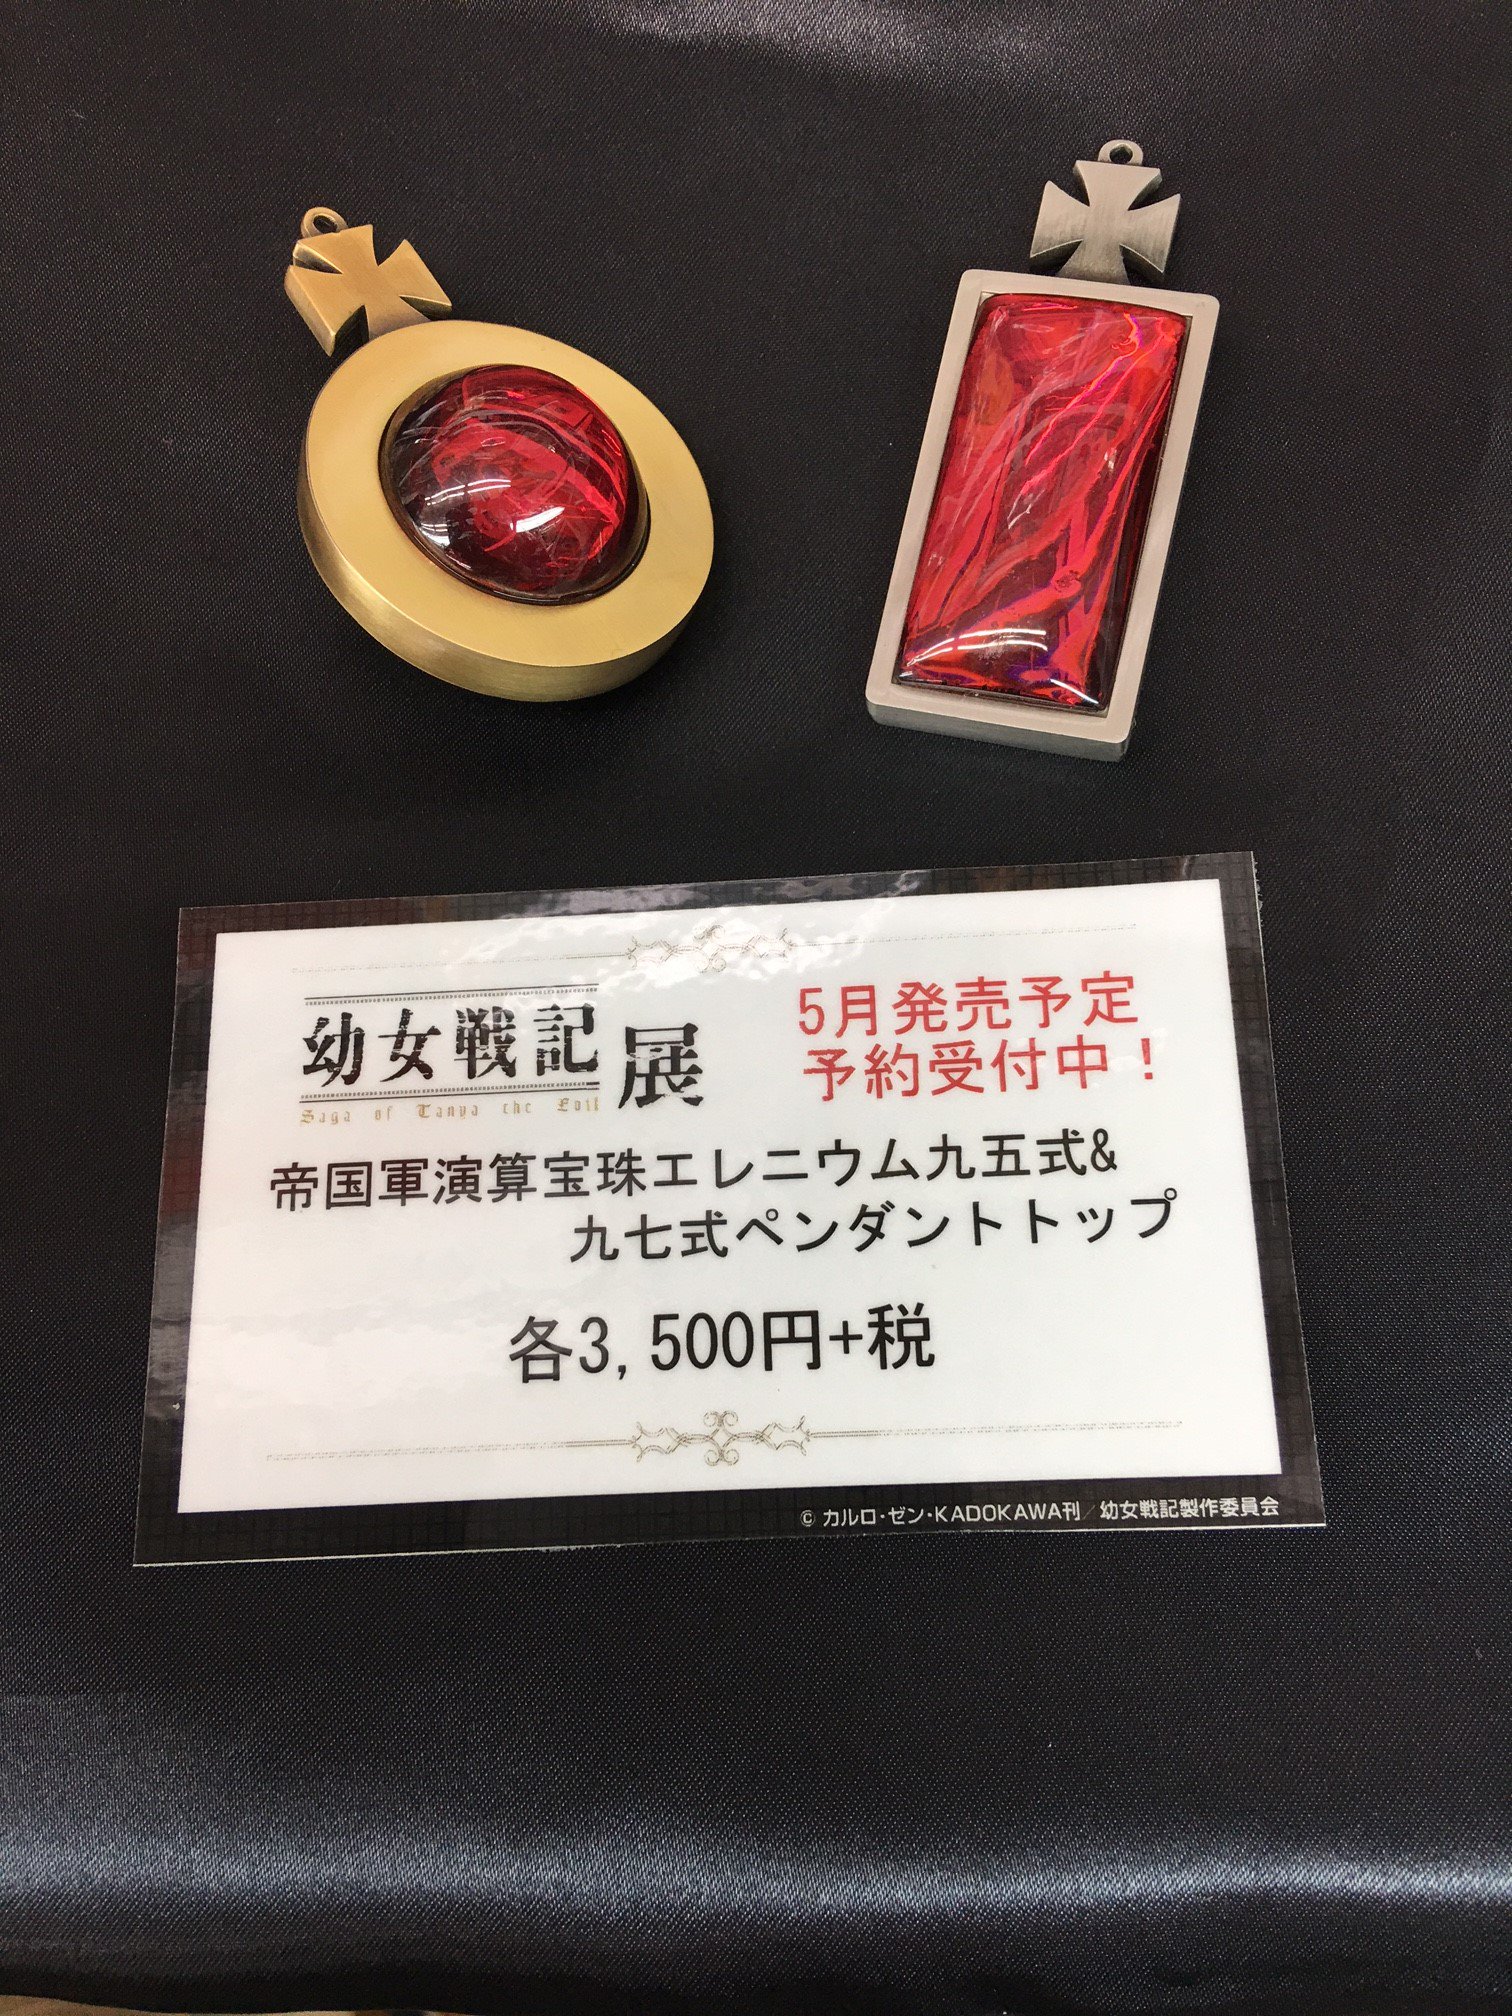 幼女戦記展
Saga of Tanya the Evil
5月発売予定
予約受付中！
帝国軍演算宝珠エレニウム九五式&
九七式ペンダントトップ
各3,500円+税
© カルロ・ゼン・KADOKAWA刊／幼女戦記製作委員会